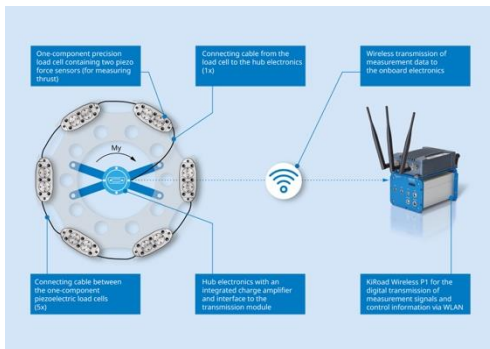 One-component precision
load cell containing two piezo
force sensors (for measuring
thrust)
Connecting cable from the
load cell to the hub electronics
(1x)
Wireless transmission of
measurement data to
the onboard electronics
My
Connecting cable between
the one-component
piezoelectric load cells
(5x)
Hub electronics with an
integrated charge amplifier
and interface to the
transmission module
KiRoad Wireless P1 for the
digital transmission of
measurement signals and
control information via WLAN